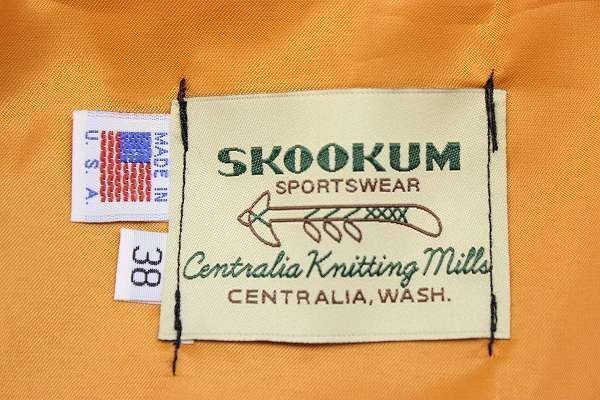 SKOOKUM
SPORTSWEAR
Centralia Knitting Mills
CENTRALIA, WASH.
MADE IN
U.S.A.
38